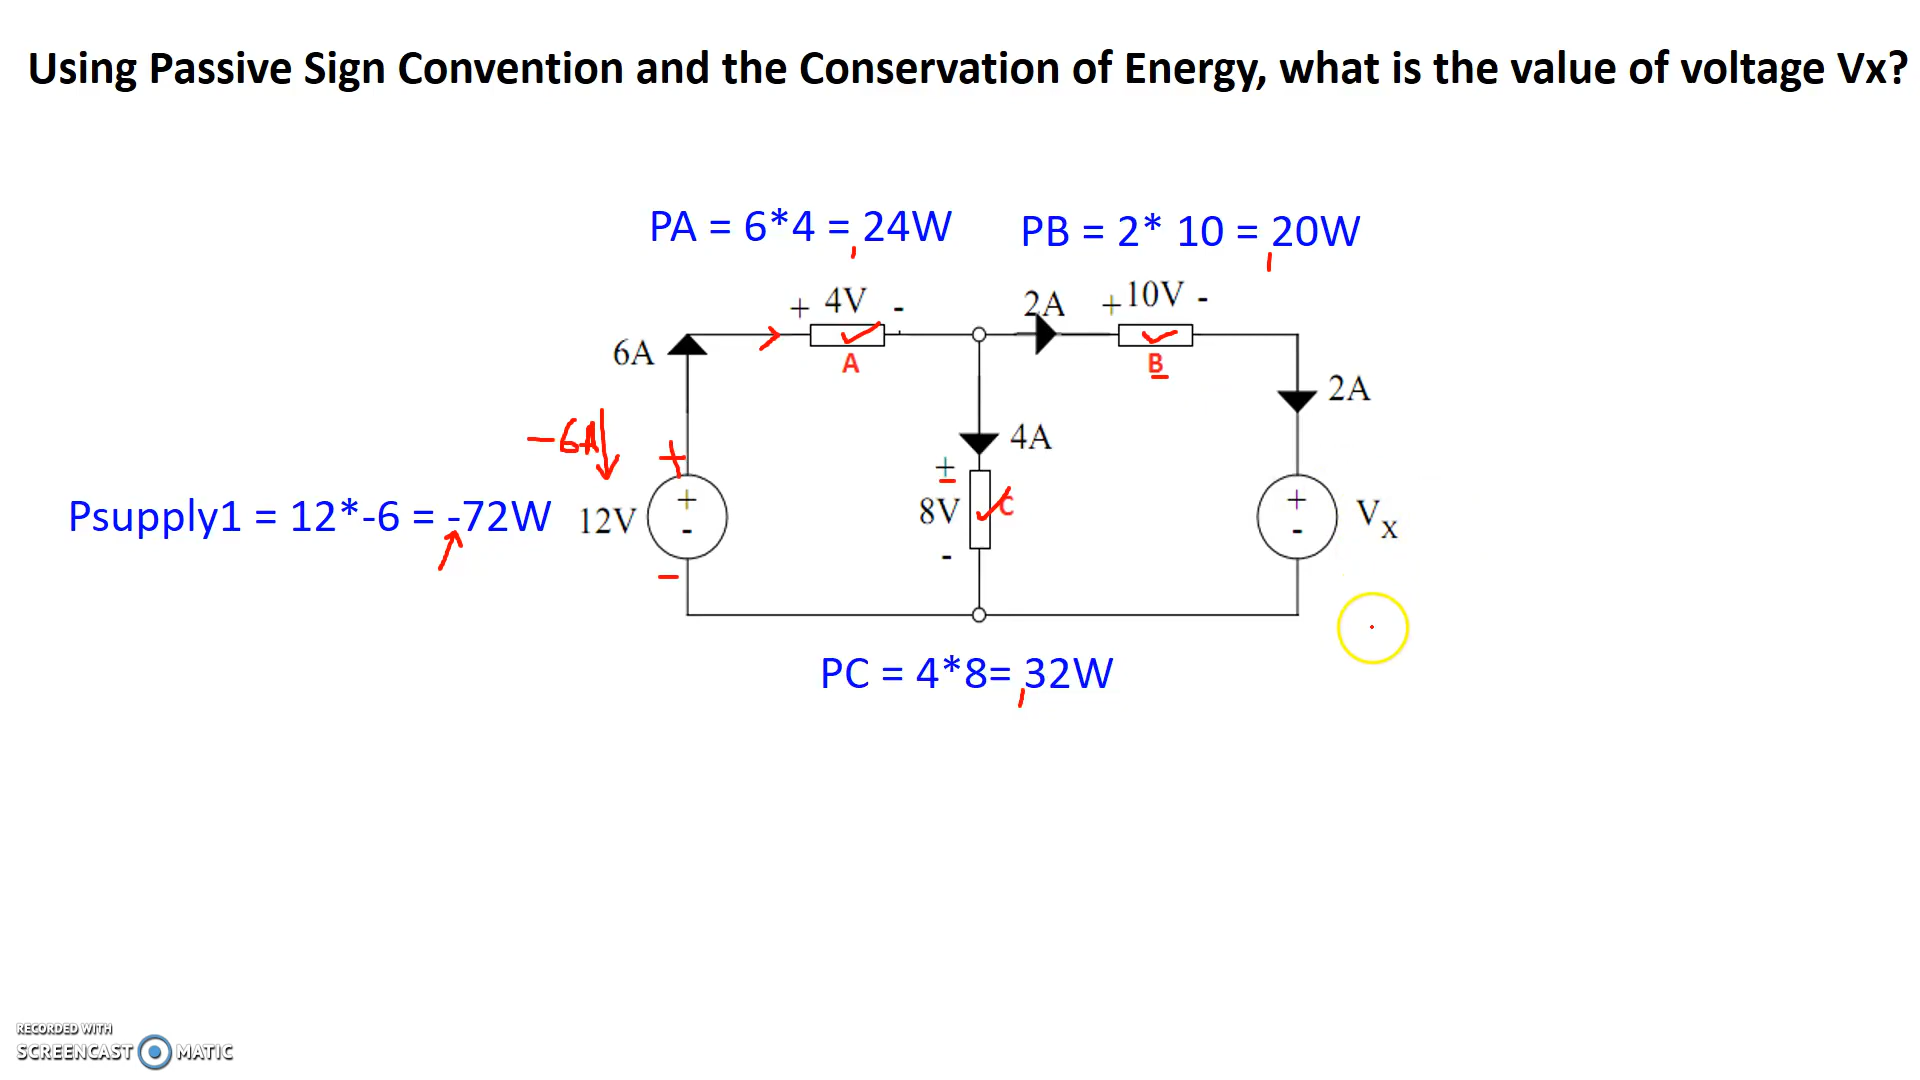 Using Passive Sign Convention and the Conservation of Energy, what is the value of voltage Vx?
PA = 6*4 = 24W
PB = 2* 10 = 20W
+ 4V -
2A
+ 10V -
6A
A
B
2A
-6A
4A
+
+
Psupply1 = 12*-6 = -72W
12V
+
-
8V
C
+
-
Vx
-
-
PC = 4*8= 32W
RECORDED WITH
SCREENCAST MATIC